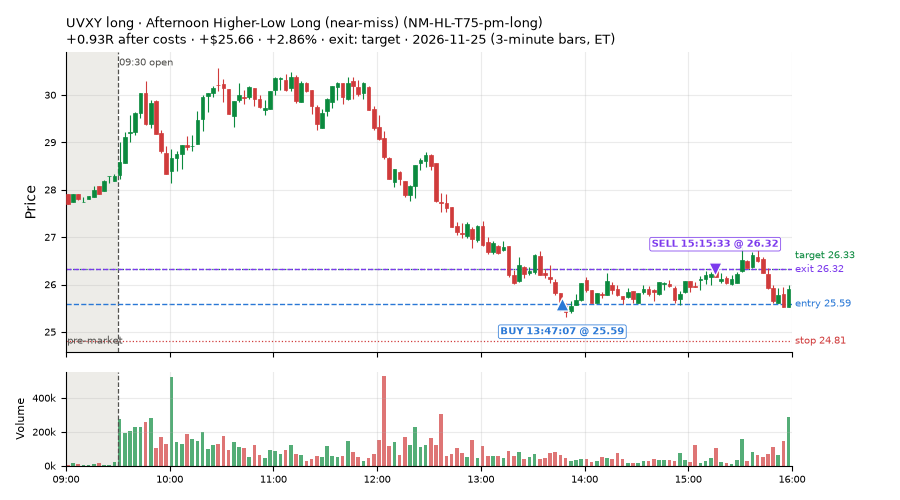 UVXY long · Afternoon Higher-Low Long (near-miss) (NM-HL-T75-pm-long)
+0.93R after costs · +$25.66 · +2.86% · exit: target · 2026-11-25 (3-minute bars, ET)
09:30 open
30
29
28
27
26
25
Price
SELL 15:15:33 @ 26.32
target 26.33
exit 26.32
entry 25.59
BUY 13:47:07 @ 25.59
pre-market
stop 24.81
400k
200k
0k
Volume
09:00
10:00
11:00
12:00
13:00
14:00
15:00
16:00